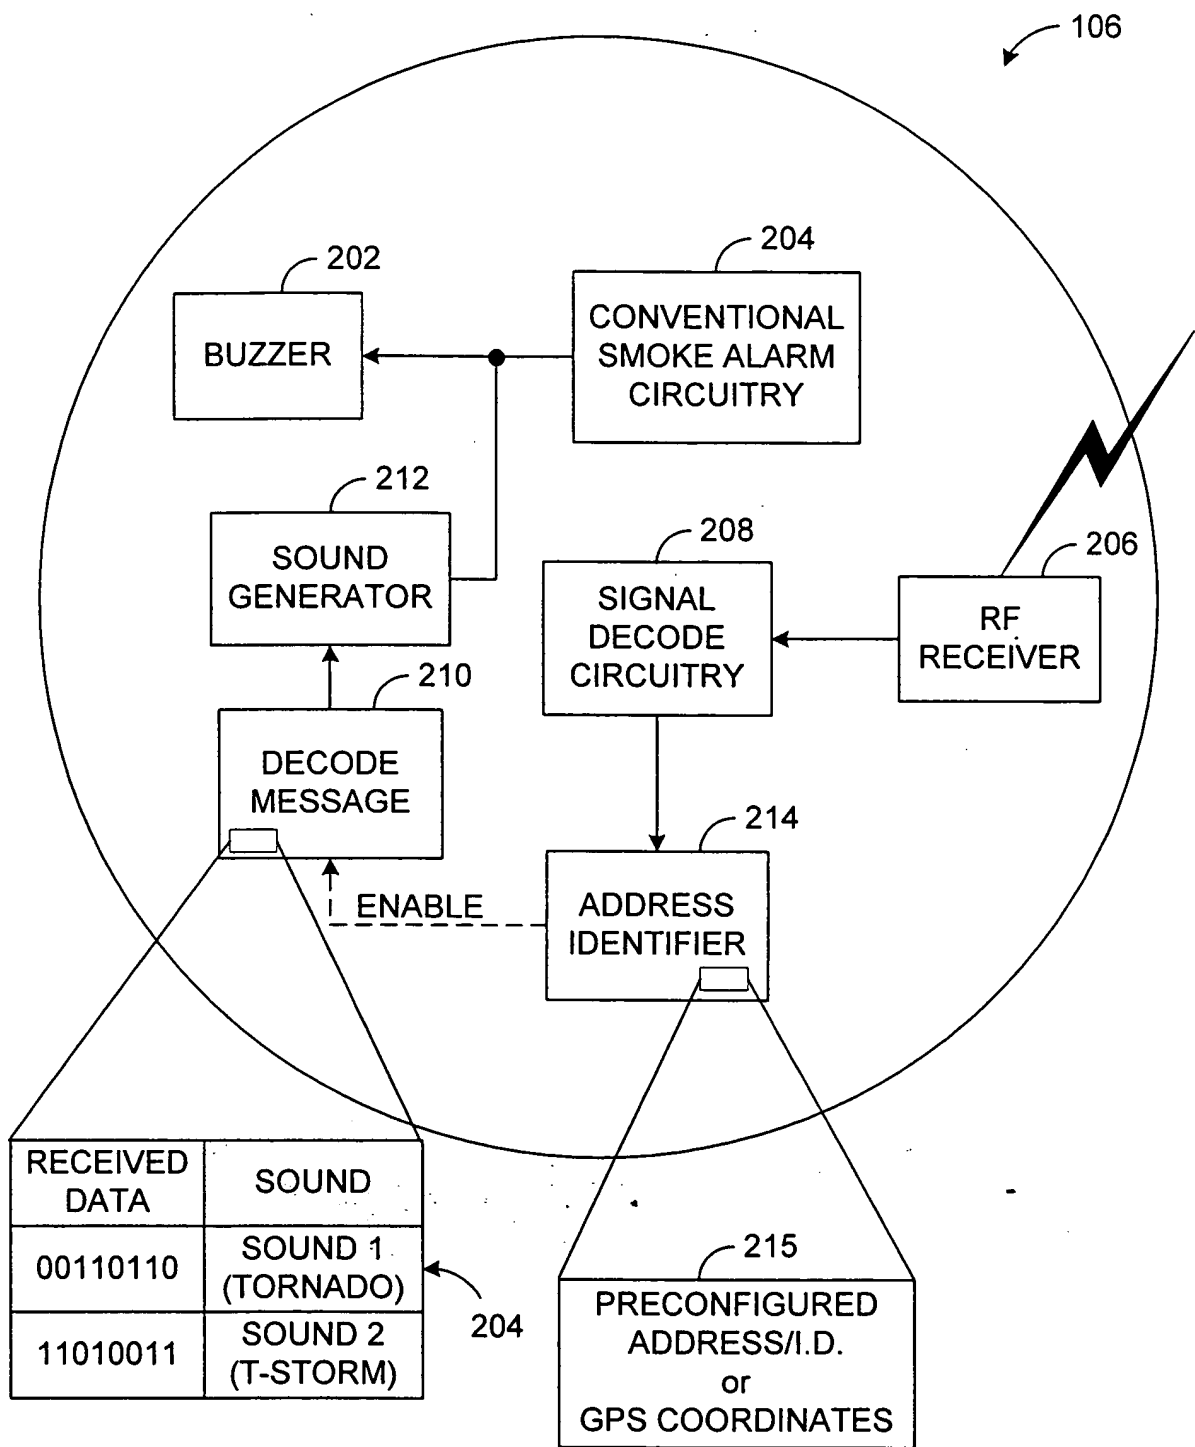 106
202
BUZZER
204
CONVENTIONAL
SMOKE ALARM
CIRCUITRY
212
SOUND
GENERATOR
208
SIGNAL
DECODE
CIRCUITRY
206
RF
RECEIVER
210
DECODE
MESSAGE
214
ADDRESS
IDENTIFIER
ENABLE
RECEIVED
DATA
SOUND
00110110
SOUND 1
(TORNADO)
11010011
SOUND 2
(T-STORM)
204
215
PRECONFIGURED
ADDRESS/I.D.
or
GPS COORDINATES